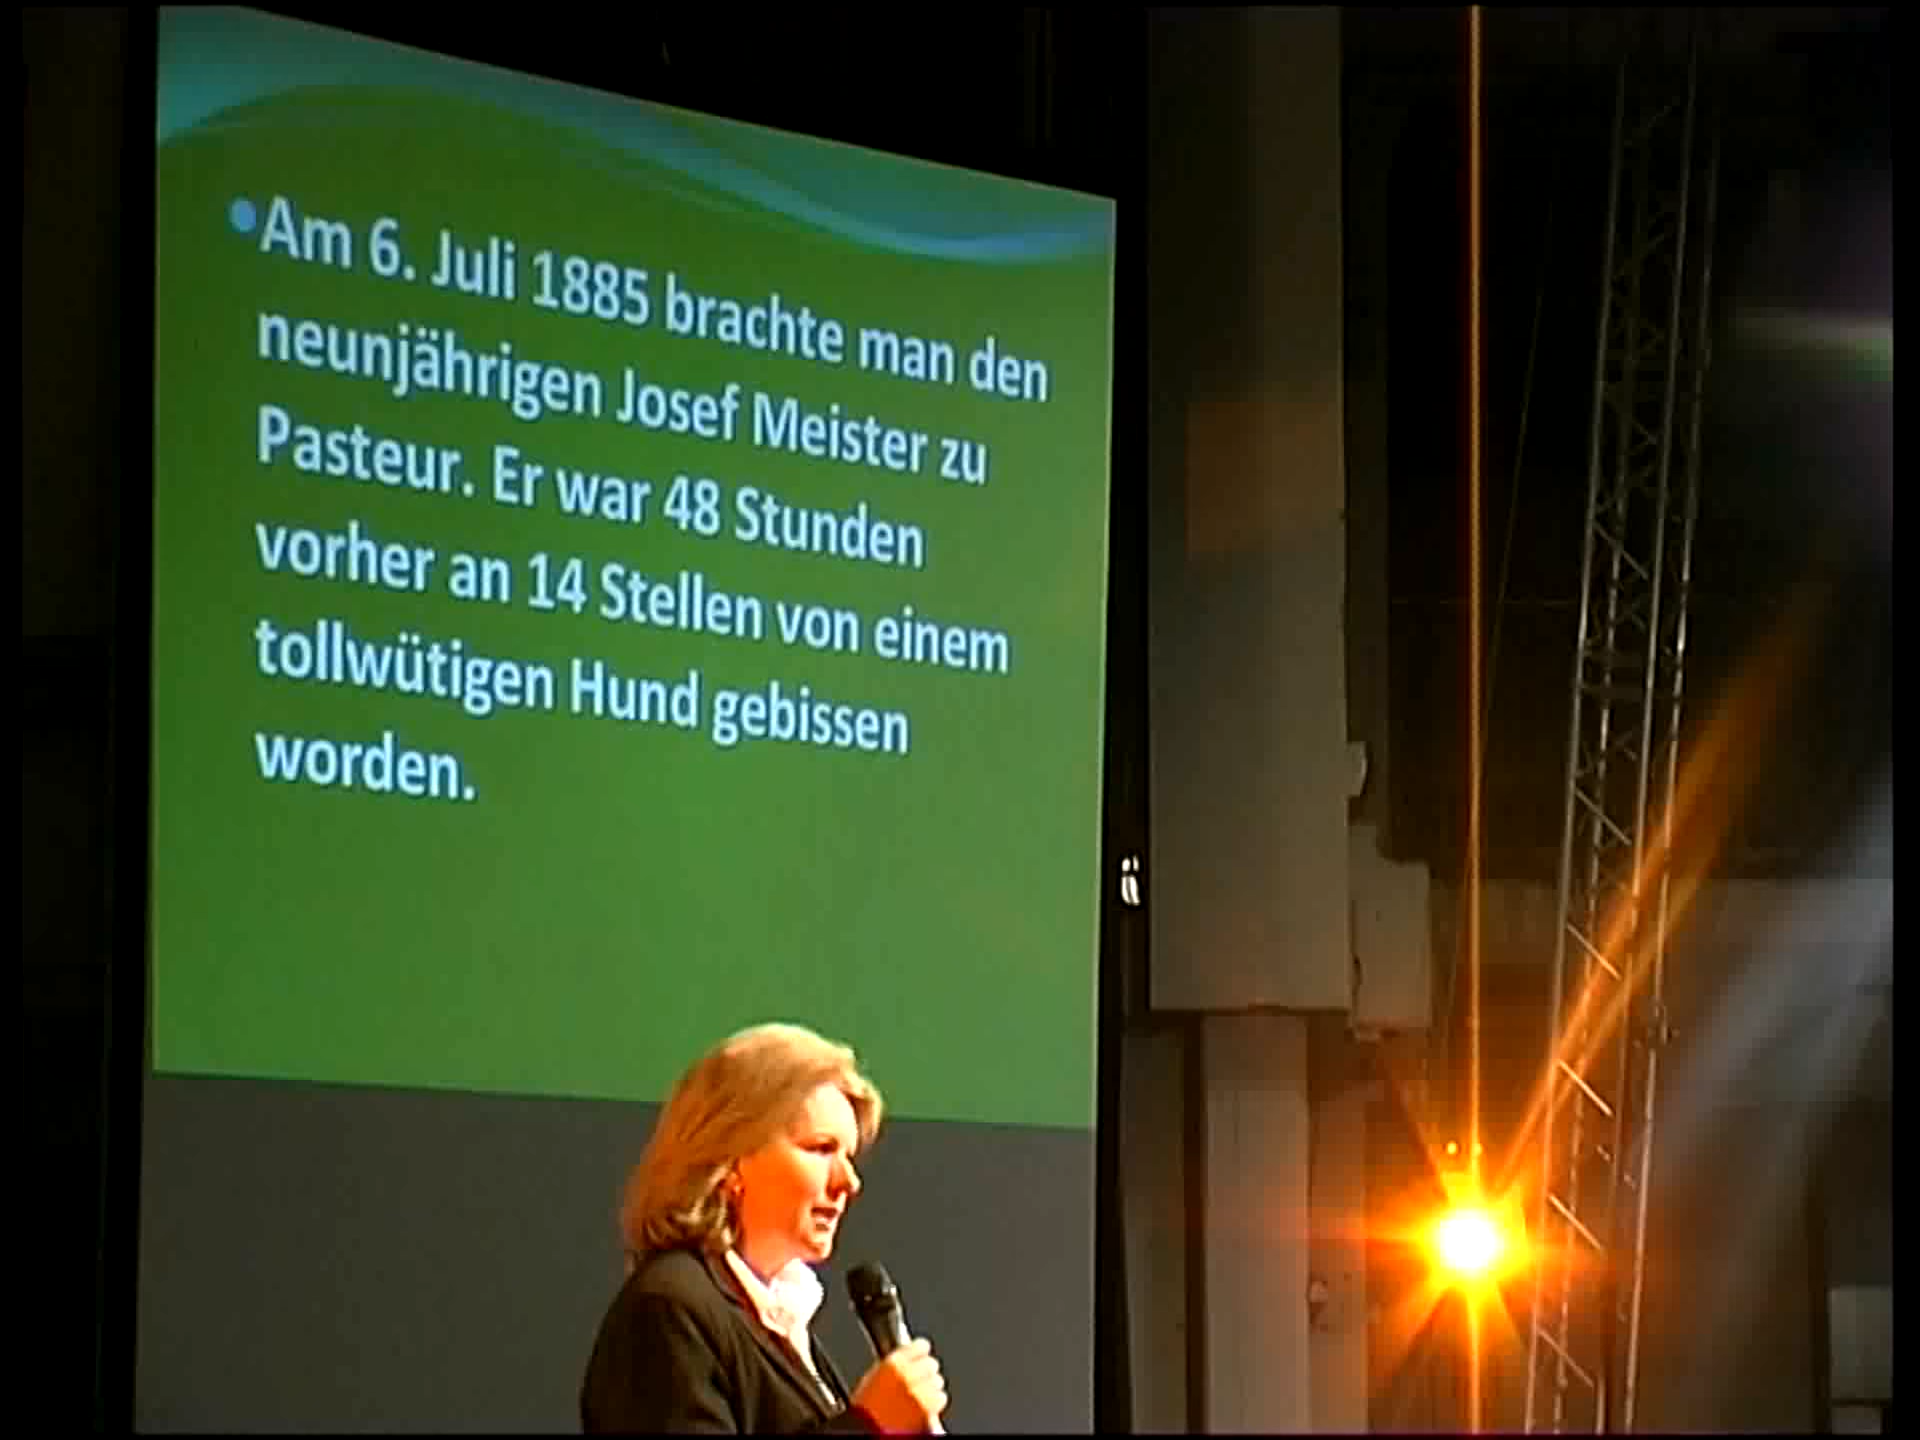 •Am 6. Juli 1885 brachte man den
neunjährigen Josef Meister zu
Pasteur. Er war 48 Stunden
vorher an 14 Stellen von einem
tollwütigen Hund gebissen
worden.